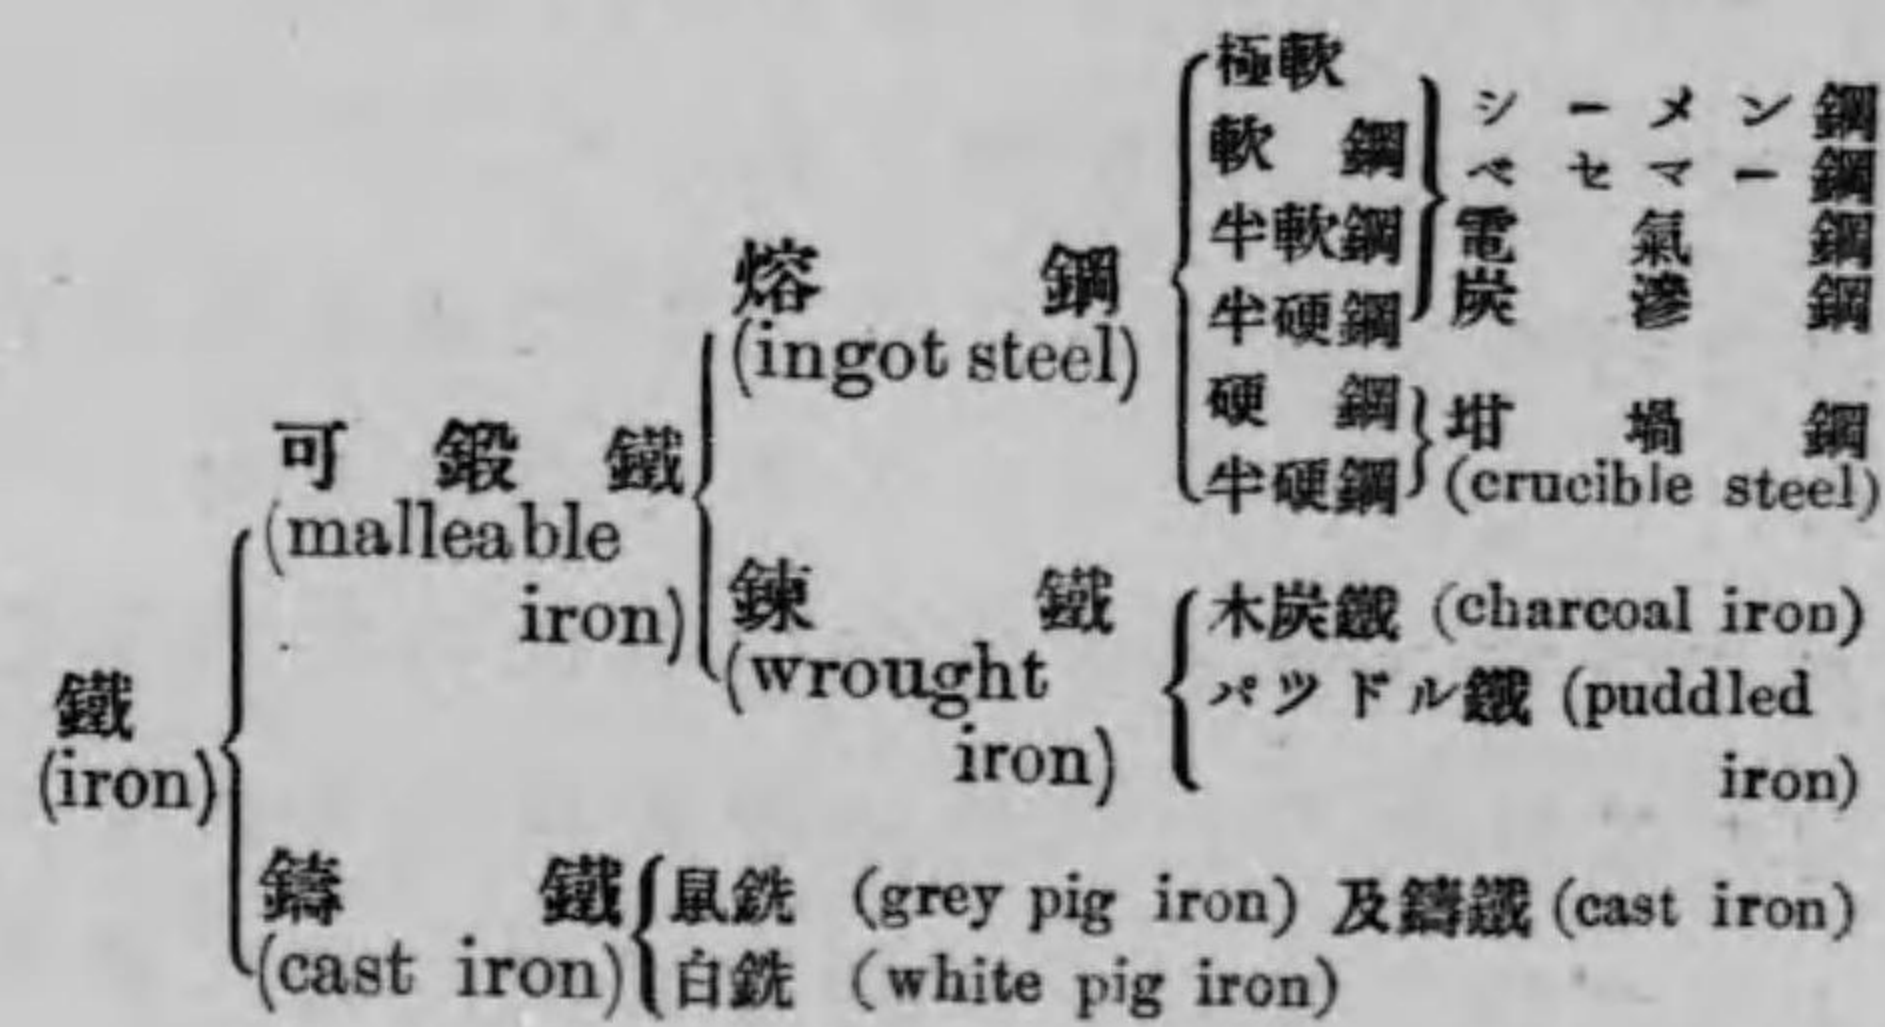 鐵
(iron)
可鍛鐵
(malleable
iron)
熔鋼
(ingot steel)
極軟
軟鋼
半軟鋼
半硬鋼
シーメン鋼
ベセマー鋼
電氣鋼
炭滲鋼
硬鋼
半硬鋼
坩堝鋼
(crucible steel)
鍊鐵
(wrought
iron)
木炭鐵 (charcoal iron)
パツドル鐵 (puddled
iron)
鑄鐵
(cast iron)
鼠銑 (grey pig iron) 及鑄鐵 (cast iron)
白銑 (white pig iron)